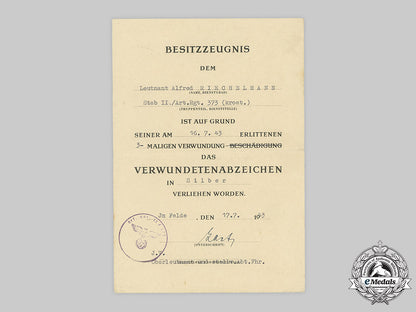 BESITZZEUGNIS
DEM
Leutnant Alfred RIECHELMANN
(NAME, DIENSTGRAD)
Stab II./Art.Rgt. 373 (kroat.)
(TRUPPENTEIL, DIENSTSTELLE)
IST AUF GRUND
SEINER AM 16.7.43 ERLITTENEN
3- MALIGEN VERWUNDUNG - BESCHÄDIGUNG
DAS
VERWUNDETENABZEICHEN
IN Silber
VERLIEHEN WORDEN.
Im Felde , DEN 17.7. 1943
(UNTERSCHRIFT)
Oberleutnant und stellv.Abt.Fhr.
eMedals